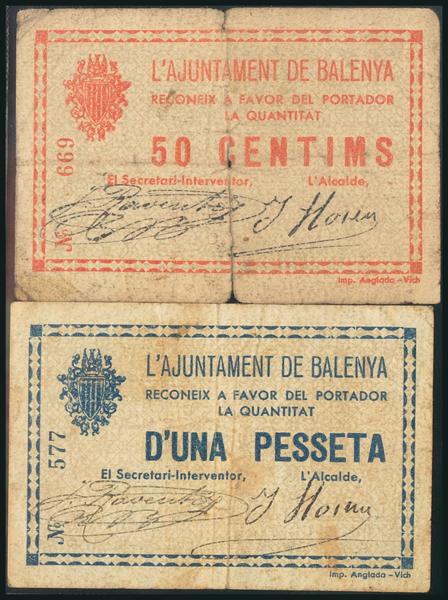 L'AJUNTAMENT DE BALENYA
RECONEIX A FAVOR DEL PORTADOR
LA QUANTITAT
50 CENTIMS
El Secretari-Interventor, L'Alcalde,
Nº 669
Imp. Anglada - Vich
L'AJUNTAMENT DE BALENYA
RECONEIX A FAVOR DEL PORTADOR
LA QUANTITAT
D'UNA PESSETA
El Secretari-Interventor, L'Alcalde,
Nº 577
Imp. Anglada - Vich